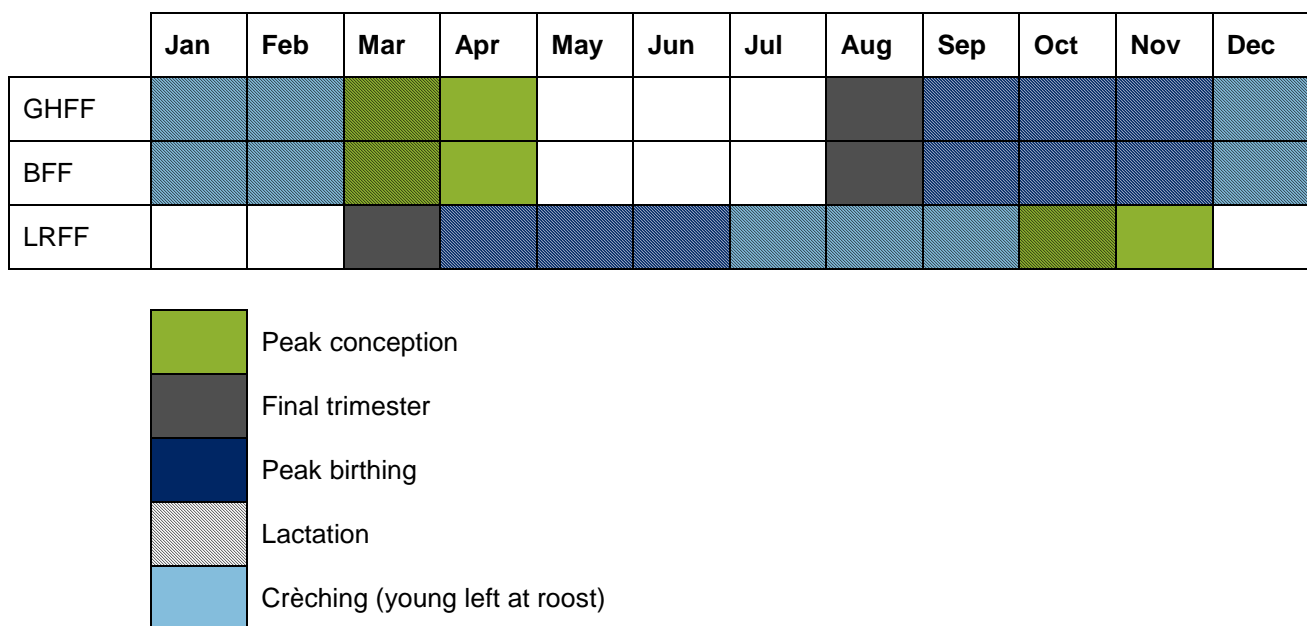 Jan Feb Mar Apr May Jun Jul Aug Sep Oct Nov Dec
GHFF
BFF
LRFF
Peak conception
Final trimester
Peak birthing
Lactation
Crèching (young left at roost)